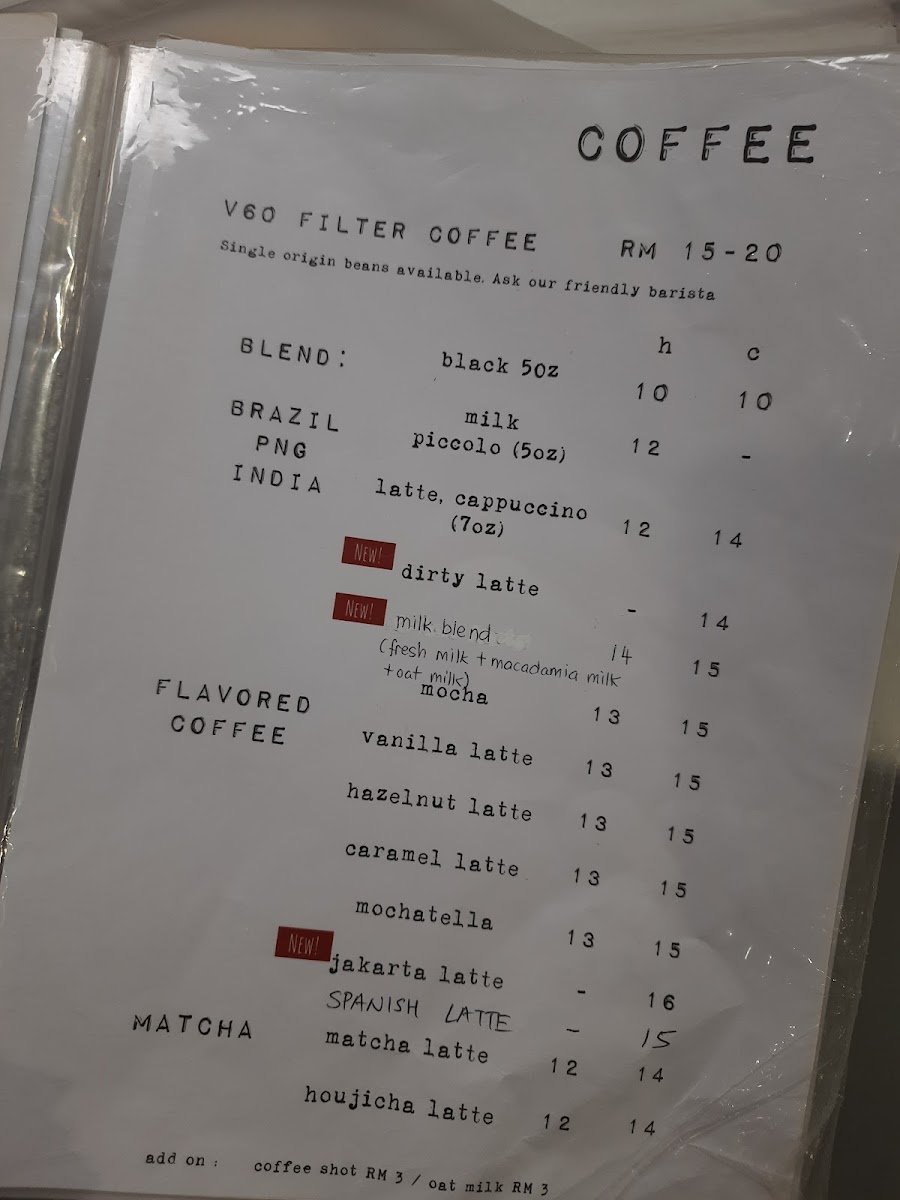 COFFEE
V60 FILTER COFFEE RM 15-20
Single origin beans available. Ask our friendly barista
h c
BLEND: black 5oz 10 10
BRAZIL milk
PNG piccolo (5oz) 12 -
INDIA latte, cappuccino 12 14
(7oz)
NEW! dirty latte - 14
NEW! milk blend 14 15
(fresh milk + macadamia milk
+ oat milk)
FLAVORED mocha 13 15
COFFEE vanilla latte 13 15
hazelnut latte 13 15
caramel latte 13 15
mochatella 13 15
NEW! jakarta latte - 16
SPANISH LATTE - 15
MATCHA matcha latte 12 14
houjicha latte 12 14
add on : coffee shot RM 3 / oat milk RM 3